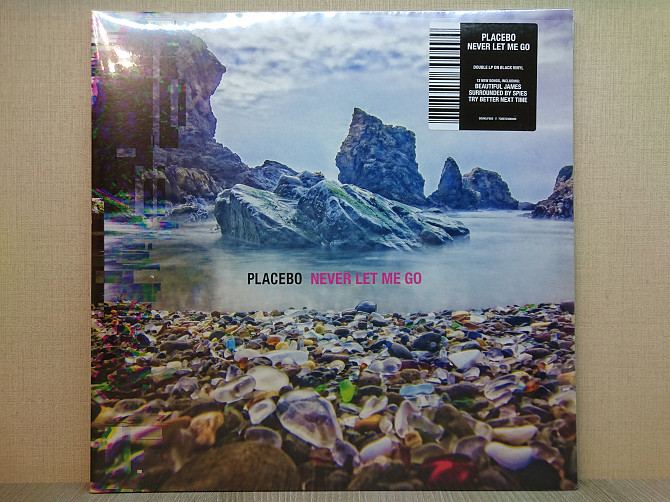 PLACEBO
NEVER LET ME GO
DOUBLE LP ON BLACK VINYL
13 NEW SONGS, INCLUDING:
BEAUTIFUL JAMES
SURROUNDED BY SPIES
TRY BETTER NEXT TIME
PLACEBO NEVER LET ME GO